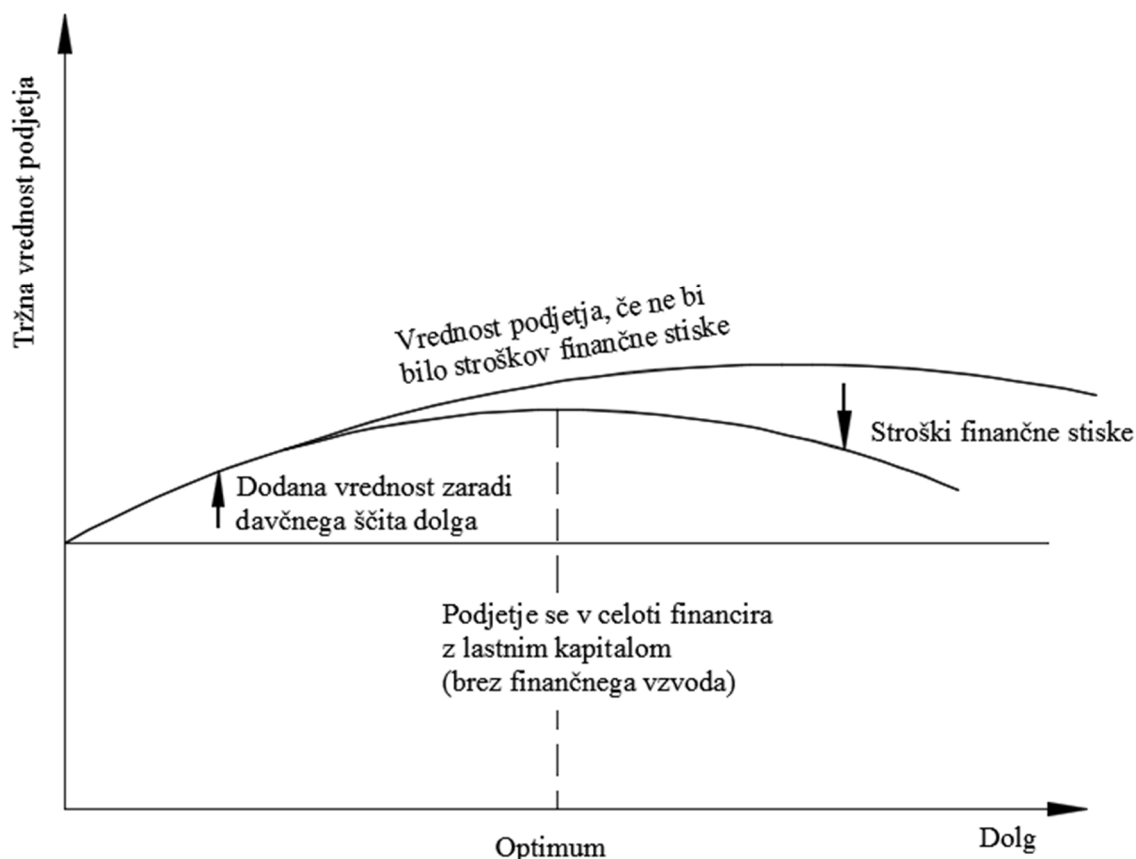 Tržna vrednost podjetja
Vrednost podjetja, če ne bi
bilo stroškov finančne stiske
Stroški finančne stiske
Dodana vrednost zaradi
davčnega ščita dolga
Podjetje se v celoti financira
z lastnim kapitalom
(brez finančnega vzvoda)
Optimum
Dolg